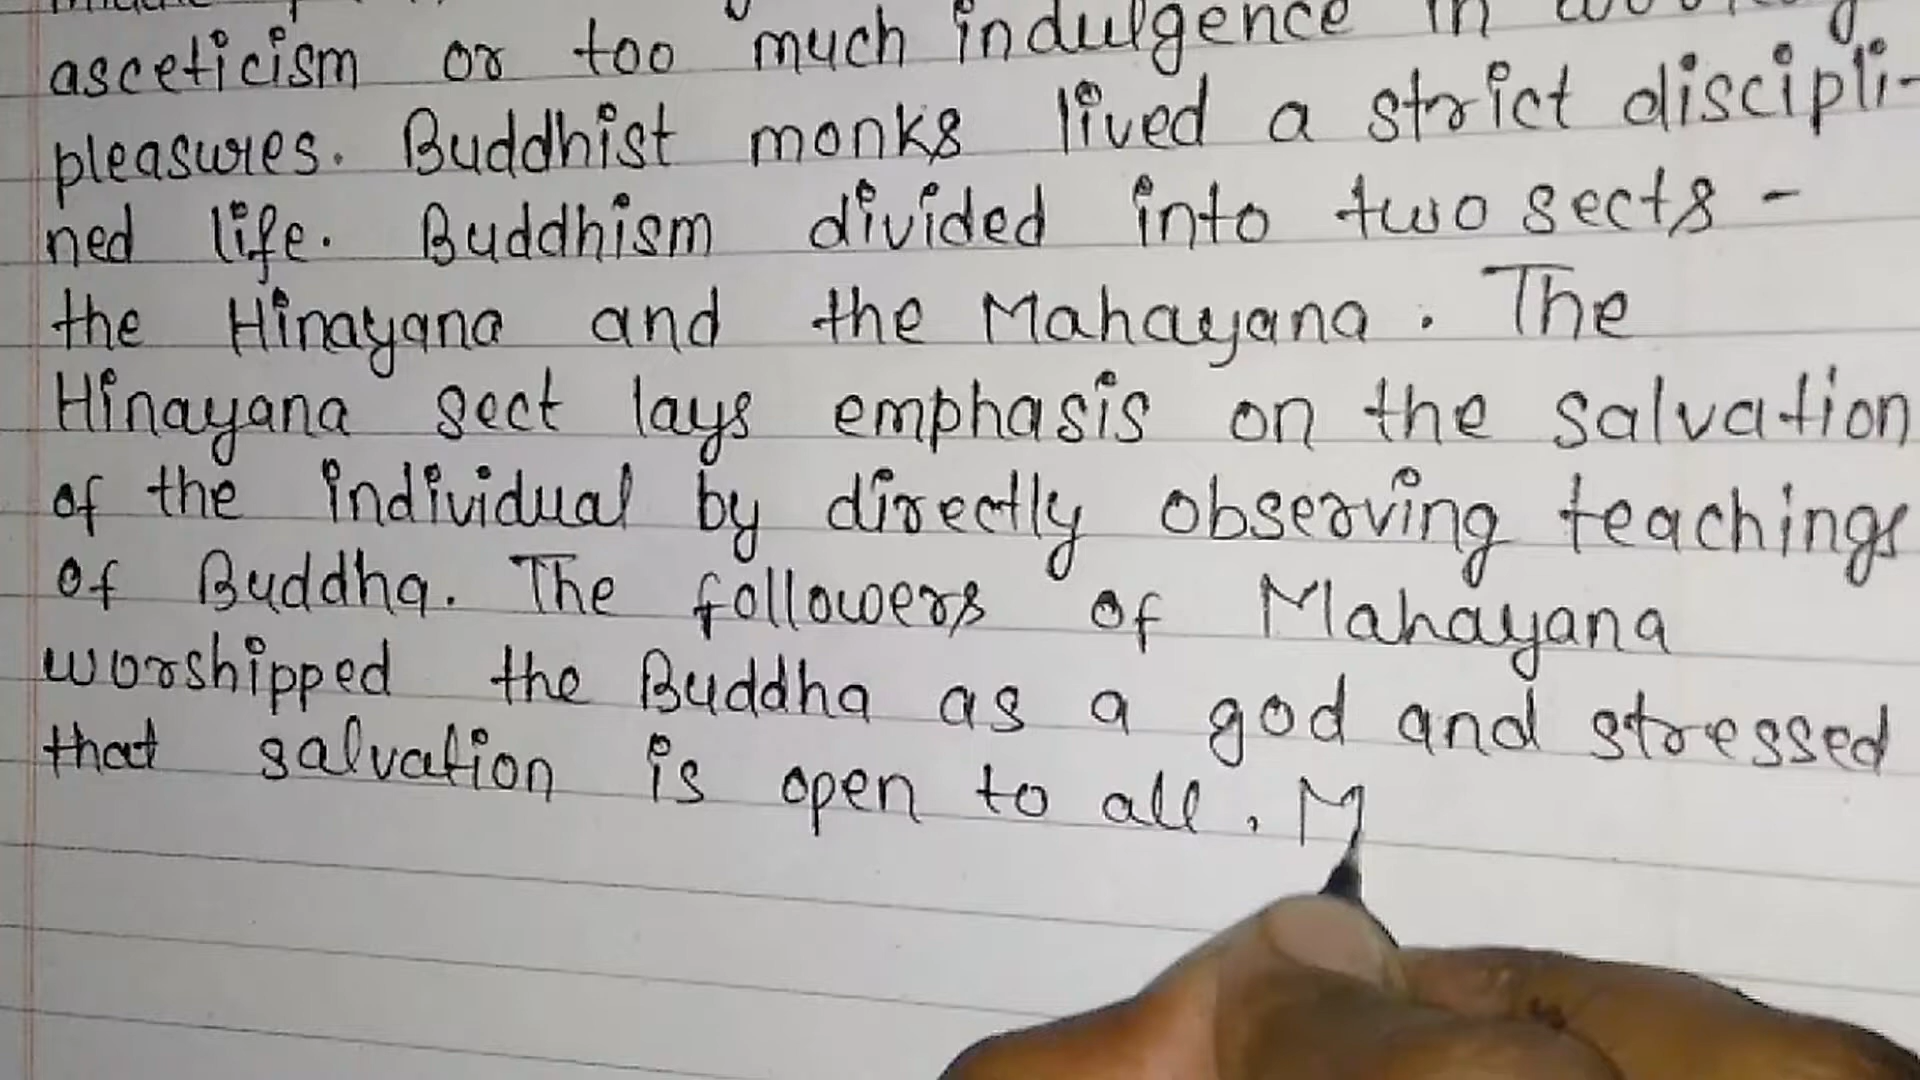 asceticism or too much indulgence in
pleasures. Buddhist monks lived a strict discipli-
ned life. Buddhism divided into two sects -
the Hinayana and the Mahayana. The
Hinayana sect lays emphasis on the salvation
of the individual by directly observing teachings
of Buddha. The followers of Mahayana
worshipped the Buddha as a god and stressed
that salvation is open to all. M